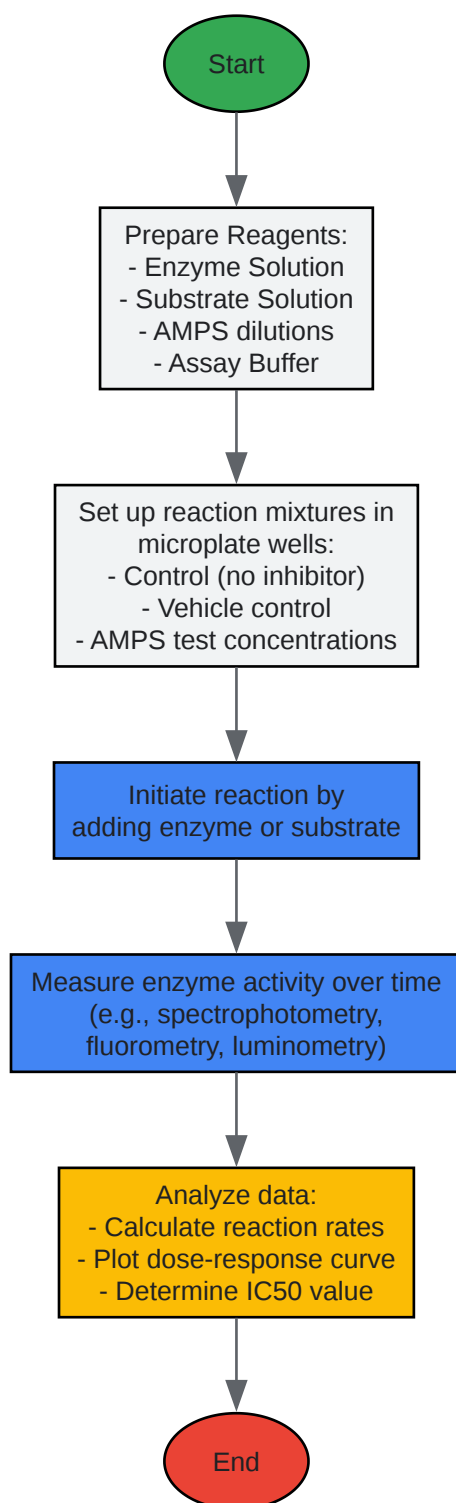 Start
Prepare Reagents:
- Enzyme Solution
- Substrate Solution
- AMPS dilutions
- Assay Buffer
Set up reaction mixtures in
microplate wells:
- Control (no inhibitor)
- Vehicle control
- AMPS test concentrations
Initiate reaction by
adding enzyme or substrate
Measure enzyme activity over time
(e.g., spectrophotometry,
fluorometry, luminometry)
Analyze data:
- Calculate reaction rates
- Plot dose-response curve
- Determine IC50 value
End